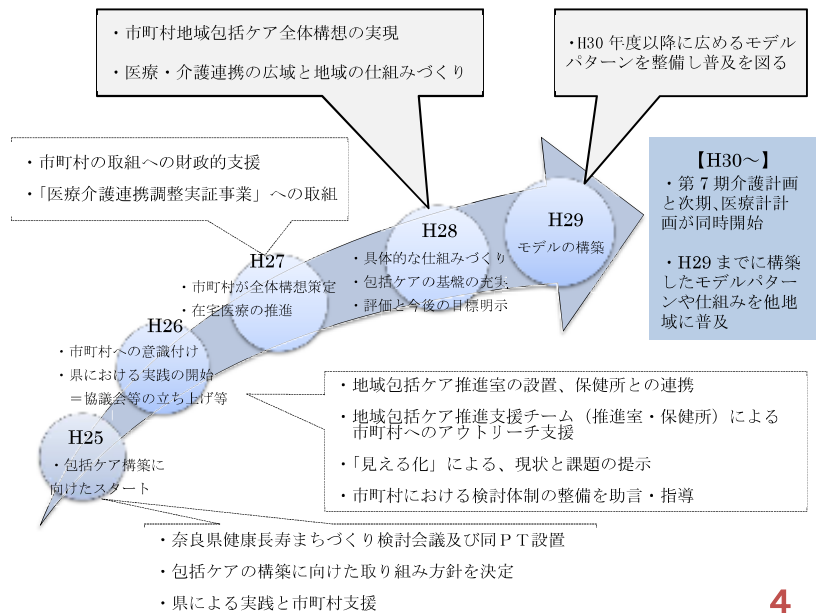 ・市町村地域包括ケア全体構想の実現
・医療・介護連携の広域と地域の仕組みづくり
・H30 年度以降に広めるモデル
パターンを整備し普及を図る
・市町村の取組への財政的支援
・「医療介護連携調整実証事業」への取組
【H30～】
・第 7 期介護計画
と次期、医療計計
画が同時開始
・H29 までに構築
したモデルパター
ンや仕組みを他地
域に普及
H29
モデルの構築
H28
・具体的な仕組みづくり
・包括ケアの基盤の充実
・評価と今後の目標明示
H27
・市町村が全体構想策定
・在宅医療の推進
H26
・市町村への意識付け
・県における実践の開始
＝協議会等の立ち上げ等
H25
・包括ケア構築に
向けたスタート
・地域包括ケア推進室の設置、保健所との連携
・地域包括ケア推進支援チーム（推進室・保健所）による
市町村へのアウトリーチ支援
・「見える化」による、現状と課題の提示
・市町村における検討体制の整備を助言・指導
・奈良県健康長寿まちづくり検討会議及び同ＰＴ設置
・包括ケアの構築に向けた取り組み方針を決定
・県による実践と市町村支援
4